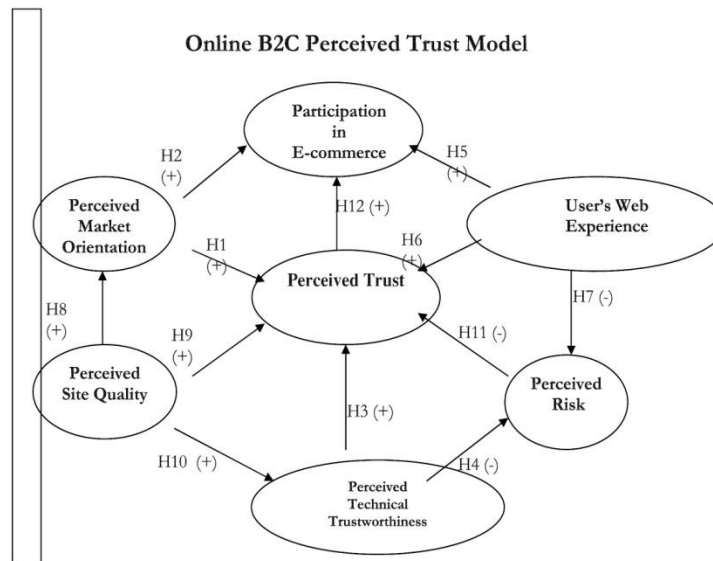 Online B2C Perceived Trust Model
Participation
in
E-commerce
H2
(+)
H5
(+)
Perceived
Market
Orientation
H12 (+)
User's Web
Experience
H1
(+)
H6
(+)
Perceived Trust
H7 (-)
H8
(+)
H9
(+)
H11 (-)
Perceived
Site Quality
Perceived
Risk
H3 (+)
H10 (+)
H4 (-)
Perceived
Technical
Trustworthiness